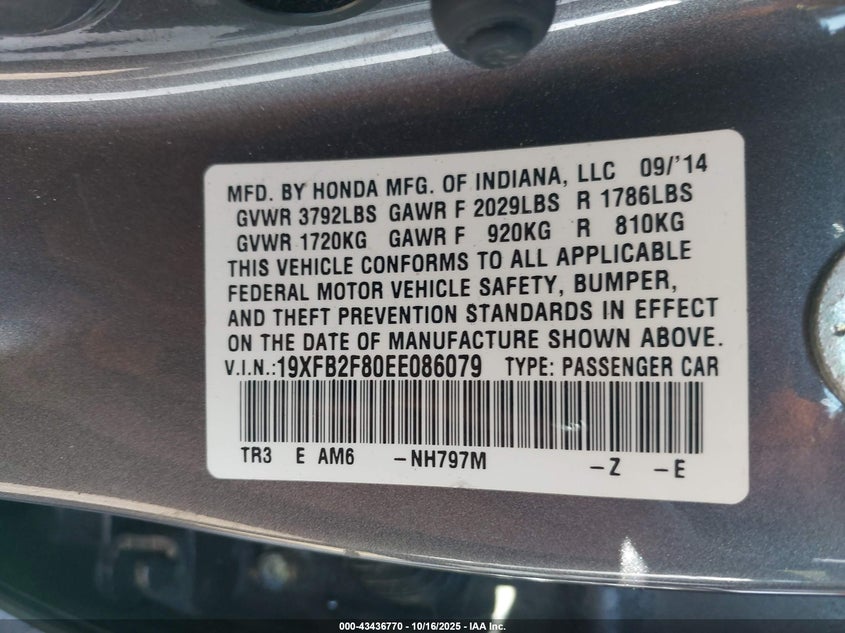 MFD. BY HONDA MFG. OF INDIANA, LLC 09/'14
GVWR 3792LBS GAWR F 2029LBS R 1786LBS
GVWR 1720KG GAWR F 920KG R 810KG
THIS VEHICLE CONFORMS TO ALL APPLICABLE
FEDERAL MOTOR VEHICLE SAFETY, BUMPER,
AND THEFT PREVENTION STANDARDS IN EFFECT
ON THE DATE OF MANUFACTURE SHOWN ABOVE.
V.I.N.:19XFB2F80EE086079 TYPE: PASSENGER CAR
TR3 E AM6 -NH797M -Z -E
000-43436770 - 10/16/2025 - IAA Inc.